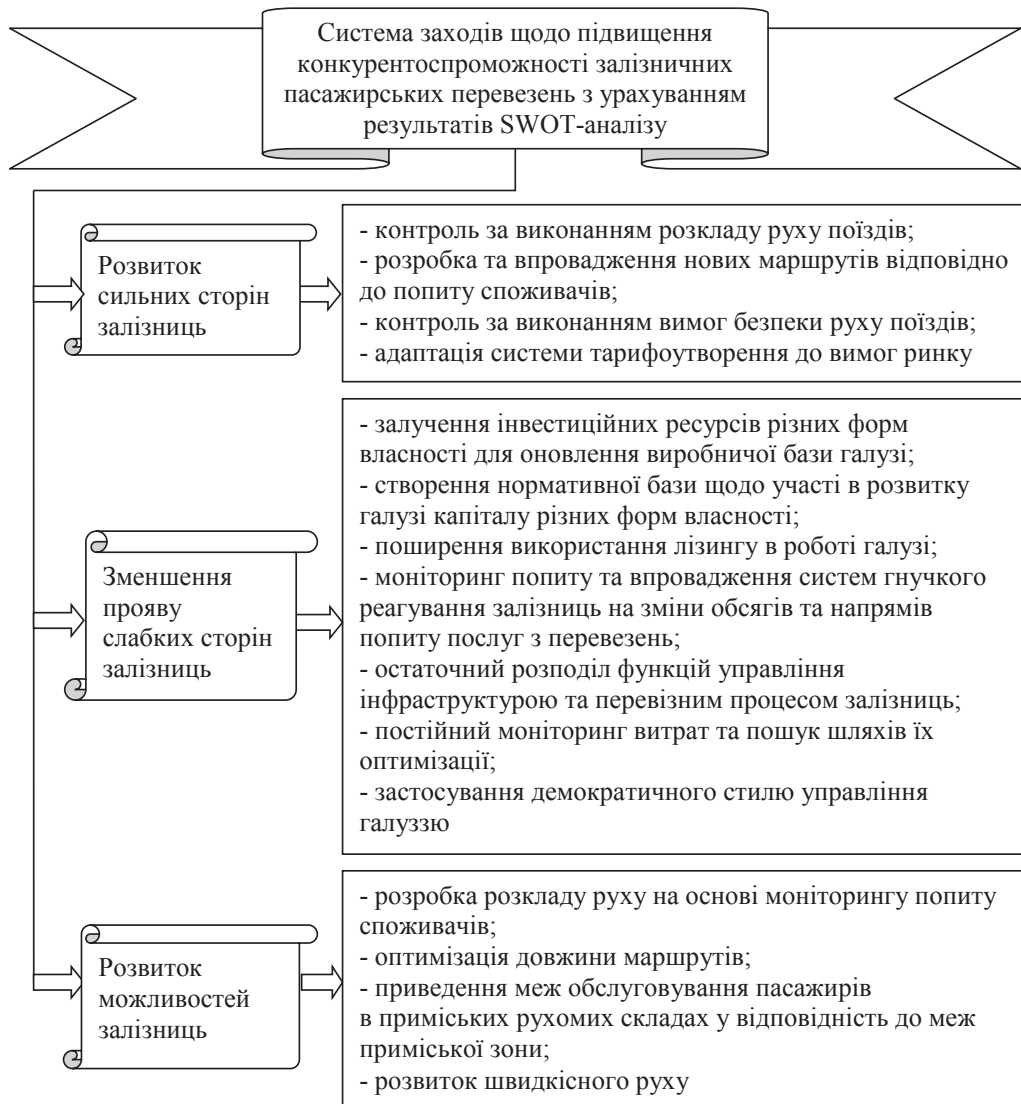 Система заходів щодо підвищення
конкурентоспроможності залізничних
пасажирських перевезень з урахуванням
результатів SWOT-аналізу
Розвиток
сильних сторін
залізниць
- контроль за виконанням розкладу руху поїздів;
- розробка та впровадження нових маршрутів відповідно
до попиту споживачів;
- контроль за виконанням вимог безпеки руху поїздів;
- адаптація системи тарифоутворення до вимог ринку
Зменшення
прояву
слабких сторін
залізниць
- залучення інвестиційних ресурсів різних форм
власності для оновлення виробничої бази галузі;
- створення нормативної бази щодо участі в розвитку
галузі капіталу різних форм власності;
- поширення використання лізингу в роботі галузі;
- моніторинг попиту та впровадження систем гнучкого
реагування залізниць на зміни обсягів та напрямів
попиту послуг з перевезень;
- остаточний розподіл функцій управління
інфраструктурою та перевізним процесом залізниць;
- постійний моніторинг витрат та пошук шляхів їх
оптимізації;
- застосування демократичного стилю управління
галуззю
Розвиток
можливостей
залізниць
- розробка розкладу руху на основі моніторингу попиту
споживачів;
- оптимізація довжини маршрутів;
- приведення меж обслуговування пасажирів
в приміських рухомих складах у відповідність до меж
приміської зони;
- розвиток швидкісного руху